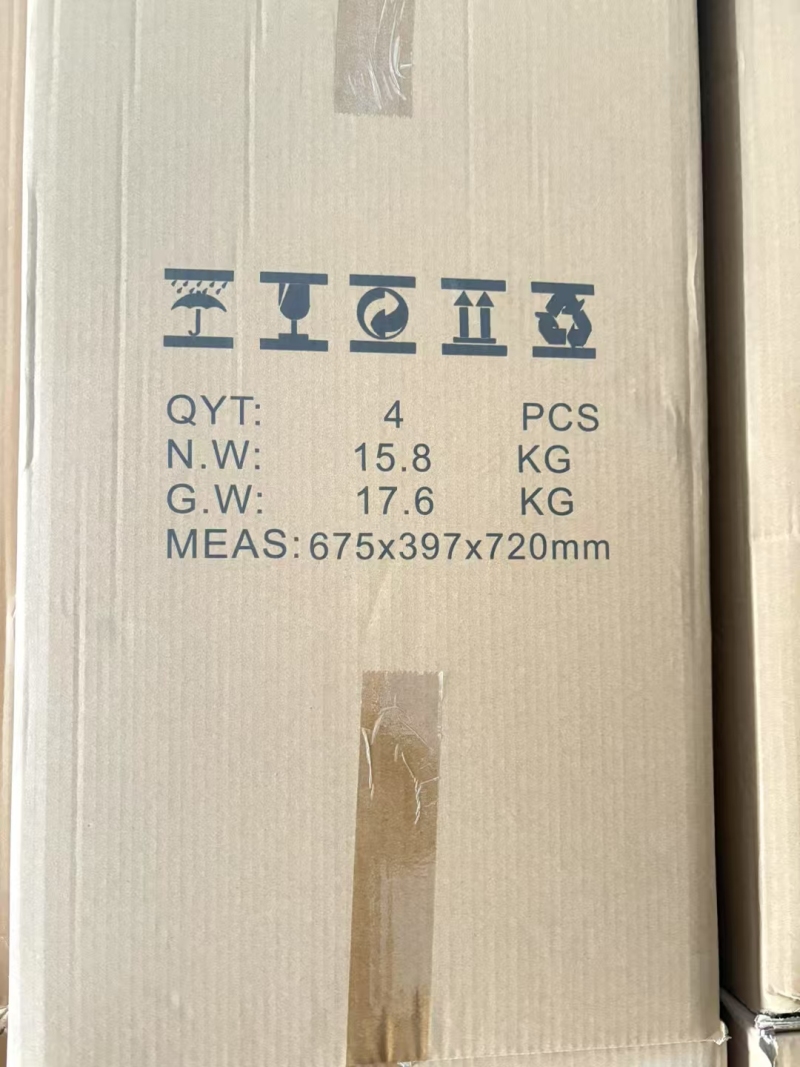 QYT: 4 PCS
N.W: 15.8 KG
G.W: 17.6 KG
MEAS: 675x397x720mm